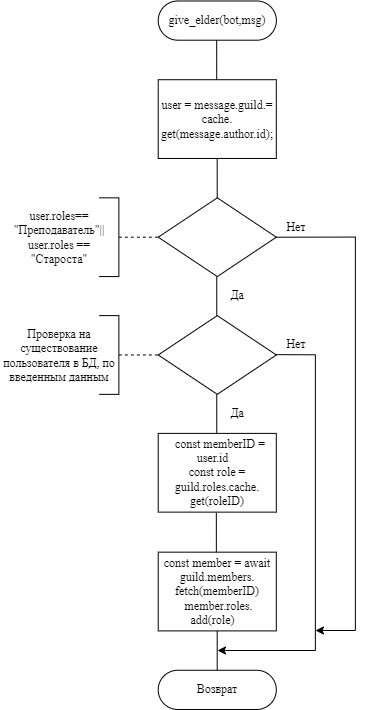 give_elder(bot,msg)
user = message.guild.=
cache.
get(message.author.id);
user.roles==
"Преподаватель"||
user.roles ==
"Староста"
Нет
Да
Проверка на
существование
пользователя в БД, по
введенным данным
Нет
Да
const memberID =
user.id
const role =
guild.roles.cache.
get(roleID)
const member = await
guild.members.
fetch(memberID)
member.roles.
add(role)
Возврат